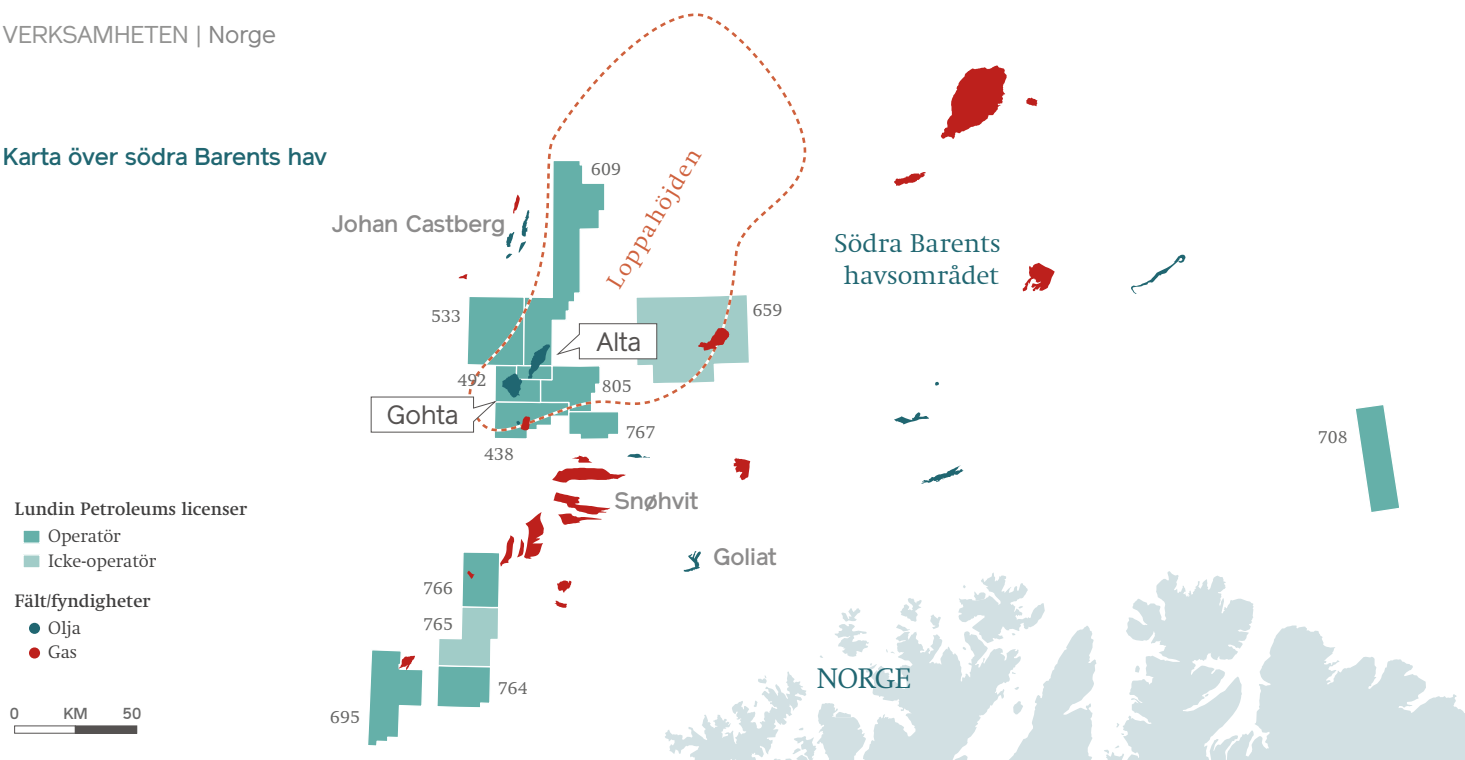 VERKSAMHETEN | Norge
Karta över södra Barents hav
609
Loppahöjden
Johan Castberg
Södra Barents
havsområdet
533
659
Alta
492
805
Gohta
767
438
708
Snøhvit
Lundin Petroleums licenser
Operatör
Icke-operatör
Goliat
766
Fält/fyndigheter
765
Olja
Gas
NORGE
764
695
0 KM 50